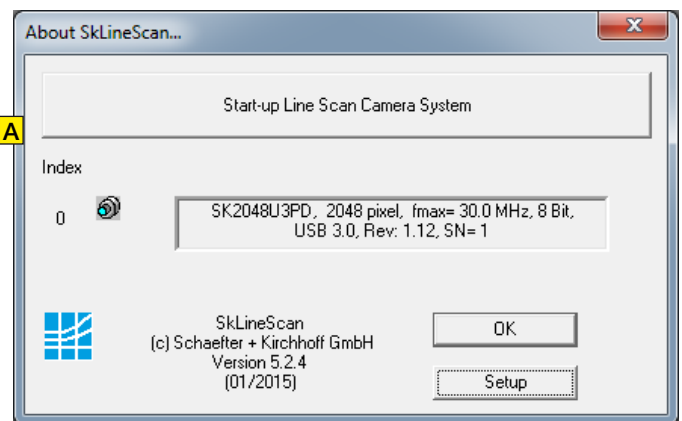 About SkLineScan...
Start-up Line Scan Camera System
A
Index
0
SK2048U3PD, 2048 pixel, fmax= 30.0 MHz, 8 Bit,
USB 3.0, Rev: 1.12, SN= 1
SkLineScan
(c) Schaefter + Kirchhoff GmbH
Version 5.2.4
(01/2015)
OK
Setup